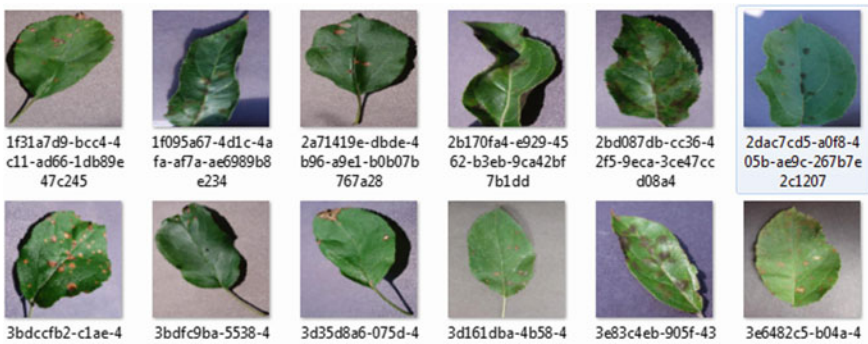 1f31a7d9-bcc4-4
c11-ad66-1db89e
47c245
1f095a67-4d1c-4a
fa-af7a-ae6989b8
e234
2a71419e-dbde-4
b96-a9e1-b0b07b
767a28
2b170fa4-e929-45
62-b3eb-9ca42bf
7b1dd
2bd087db-cc36-4
2f5-9eca-3ce47cc
d08a4
2dac7cd5-a0f8-4
05b-ae9c-267b7e
2c1207
3bdccfb2-c1ae-4
3bdfc9ba-5538-4
3d35d8a6-075d-4
3d161dba-4b58-4
3e83c4eb-905f-43
3e6482c5-b04a-4